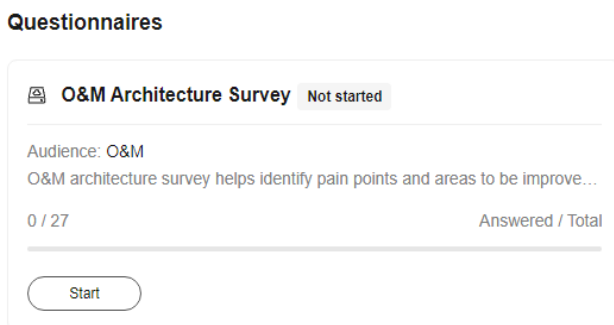 Questionnaires
O&M Architecture Survey Not started
Audience: O&M
O&M architecture survey helps identify pain points and areas to be improve...
0 / 27 Answered / Total
Start